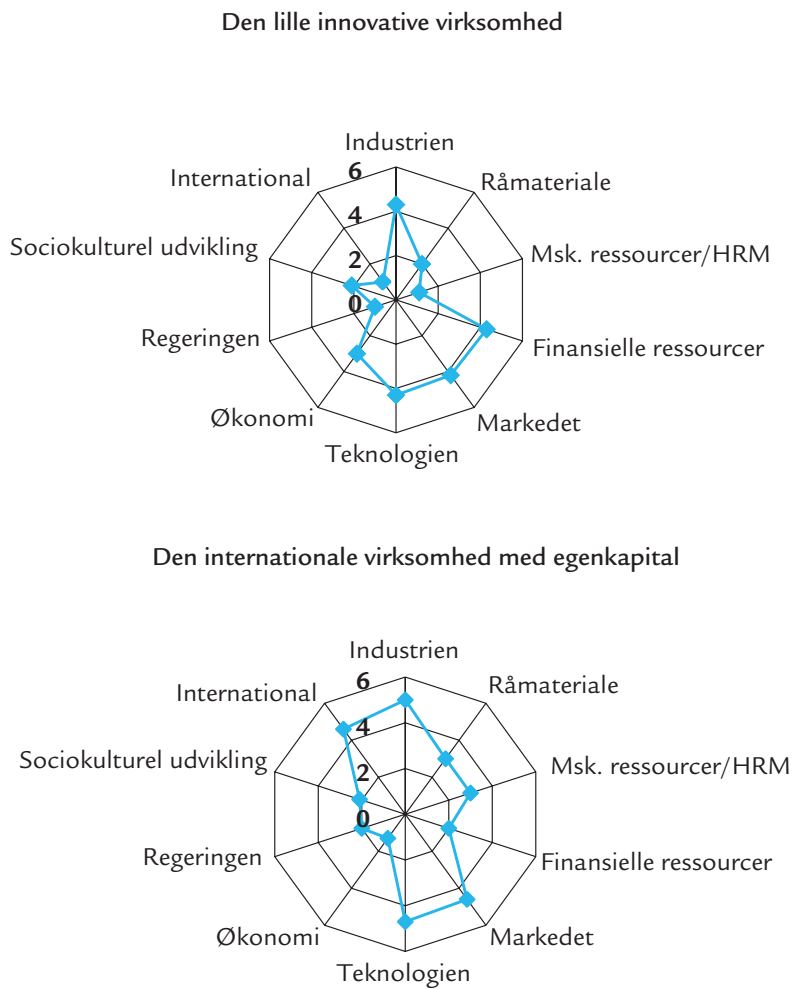 Den lille innovative virksomhed
Industrien
6
International
Råmateriale
4
Sociokulturel udvikling
Msk. ressourcer/HRM
2
0
Regeringen
Finansielle ressourcer
Økonomi
Markedet
Teknologien
Den internationale virksomhed med egenkapital
Industrien
6
International
Råmateriale
4
Sociokulturel udvikling
Msk. ressourcer/HRM
2
0
Regeringen
Finansielle ressourcer
Økonomi
Markedet
Teknologien